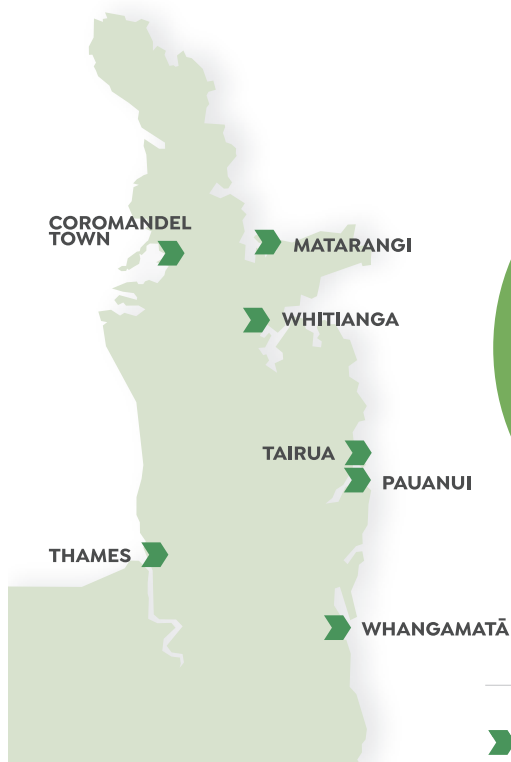 COROMANDEL
TOWN
MATARANGI
WHITIANGA
TAIRUA
PAUANUI
THAMES
WHANGAMATĀ